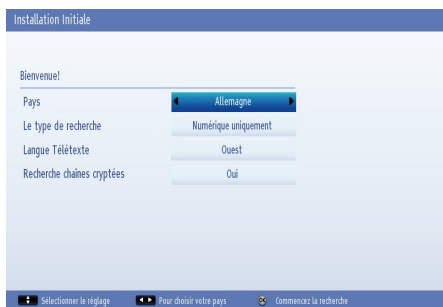 Installation Initiale
Bienvenue!
Pays Allemagne
Le type de recherche Numérique uniquement
Langue Télétexte Ouest
Recherche chaînes cryptées Oui
Sélectionner le réglage Pour choisir votre pays OK Commencez la recherche